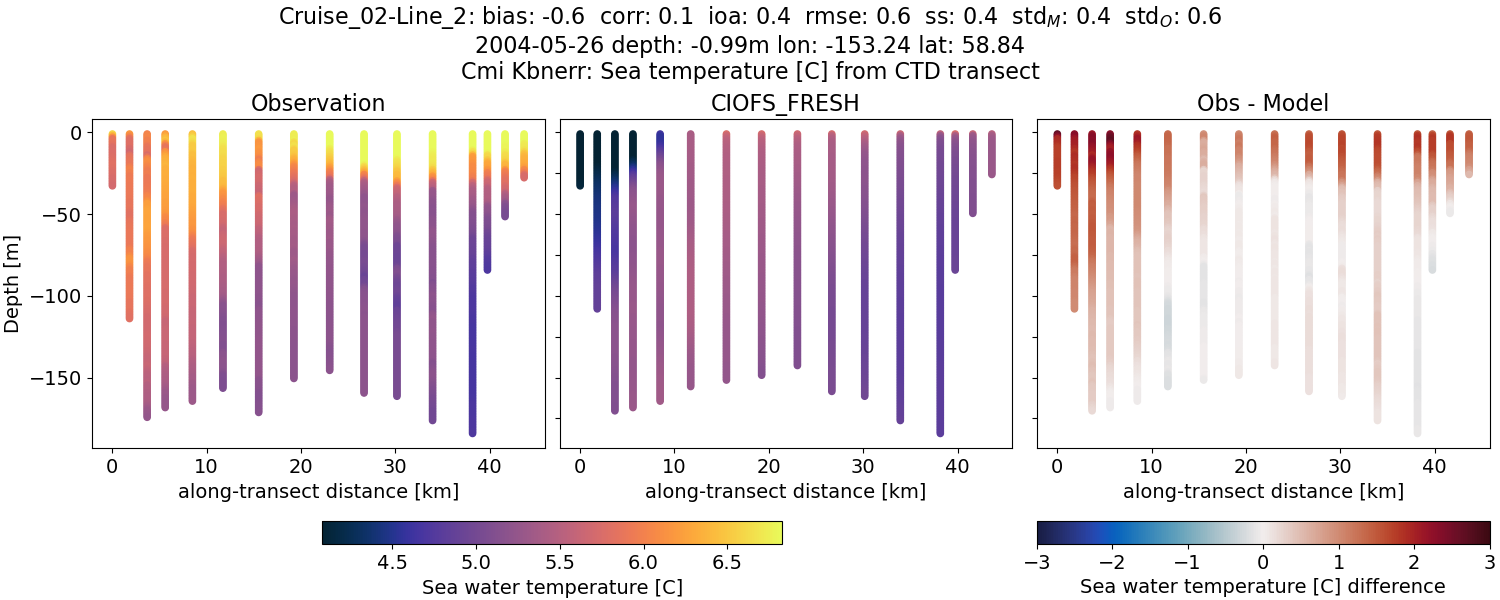 Cruise_02-Line_2: bias: -0.6 corr: 0.1 ioa: 0.4 rmse: 0.6 ss: 0.4 std_M: 0.4 std_O: 0.6
2004-05-26 depth: -0.99m lon: -153.24 lat: 58.84
Cmi Kbnerr: Sea temperature [C] from CTD transect
Observation
CIOFS_FRESH
Obs - Model
Depth [m]
0
−50
−100
−150
0 10 20 30 40
0 10 20 30 40
0 10 20 30 40
along-transect distance [km]
along-transect distance [km]
along-transect distance [km]
4.5 5.0 5.5 6.0 6.5
Sea water temperature [C]
−3 −2 −1 0 1 2 3
Sea water temperature [C] difference